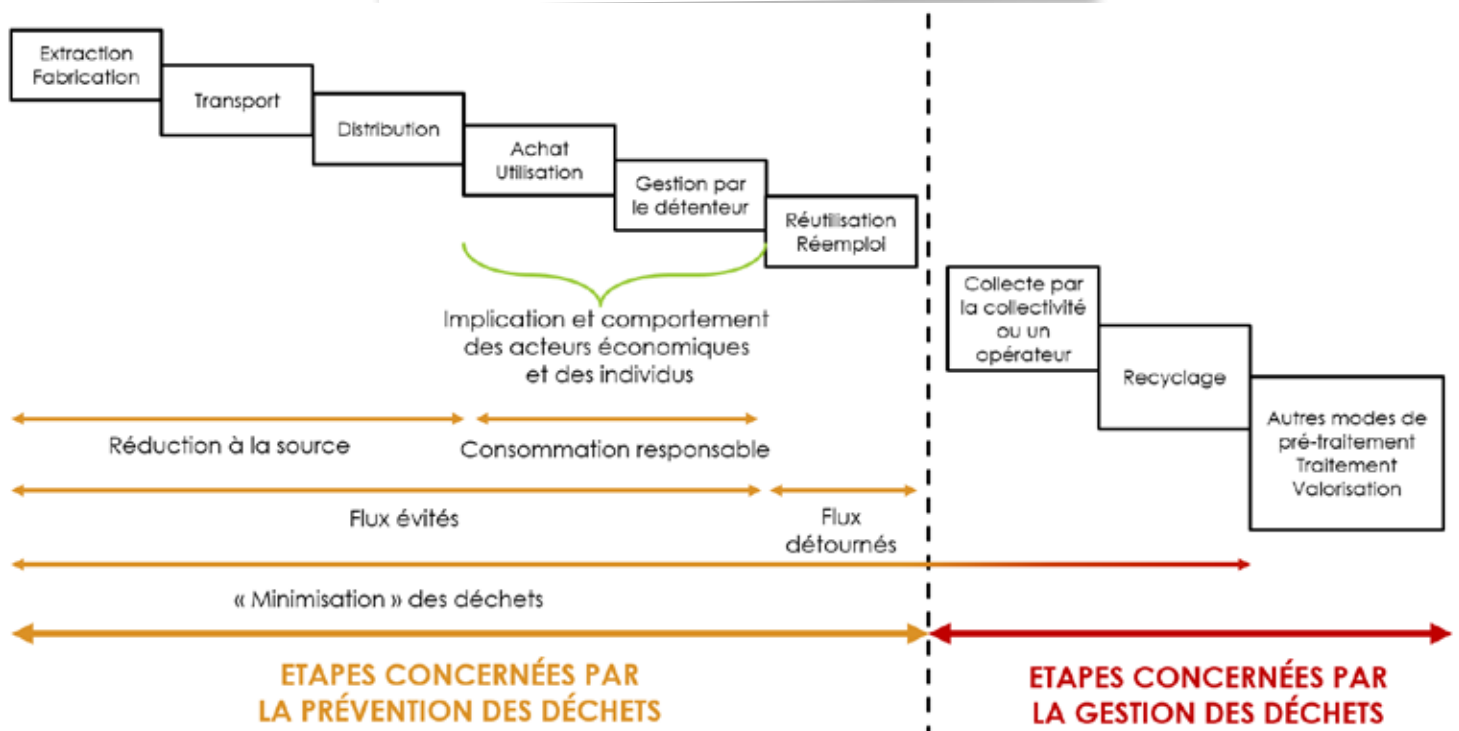 Extraction
Fabrication
Transport
Distribution
Achat
Utilisation
Gestion par
le détenteur
Réutilisation
Réemploi
Collecte par
la collectivité
ou un
opérateur
Recyclage
Autres modes de
pré-traitement
Traitement
Valorisation
Implication et comportement
des acteurs économiques
et des individus
Réduction à la source
Consommation responsable
Flux évités
Flux
détournés
« Minimisation » des déchets
ETAPES CONCERNÉES PAR
LA PRÉVENTION DES DÉCHETS
ETAPES CONCERNÉES PAR
LA GESTION DES DÉCHETS